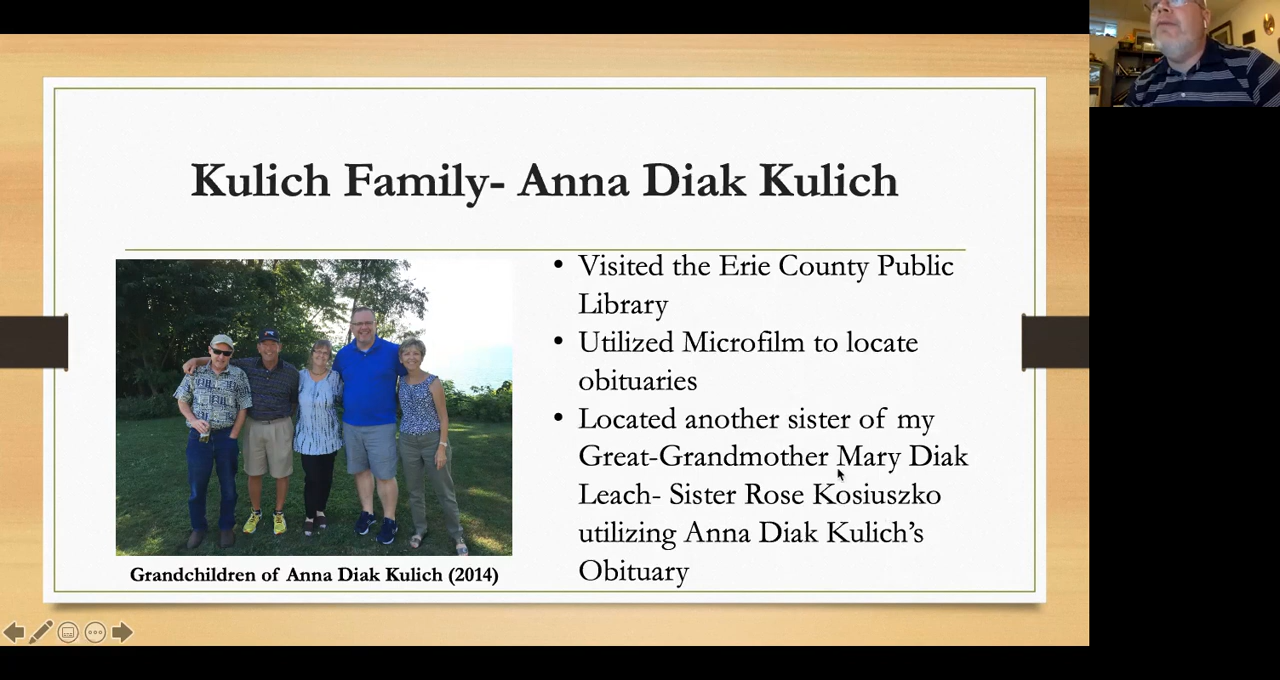 Kulich Family- Anna Diak Kulich
Visited the Erie County Public
Library
Utilized Microfilm to locate
obituaries
Located another sister of my
Great-Grandmother Mary Diak
Leach- Sister Rose Kosiuszko
utilizing Anna Diak Kulich’s
Obituary
Grandchildren of Anna Diak Kulich (2014)